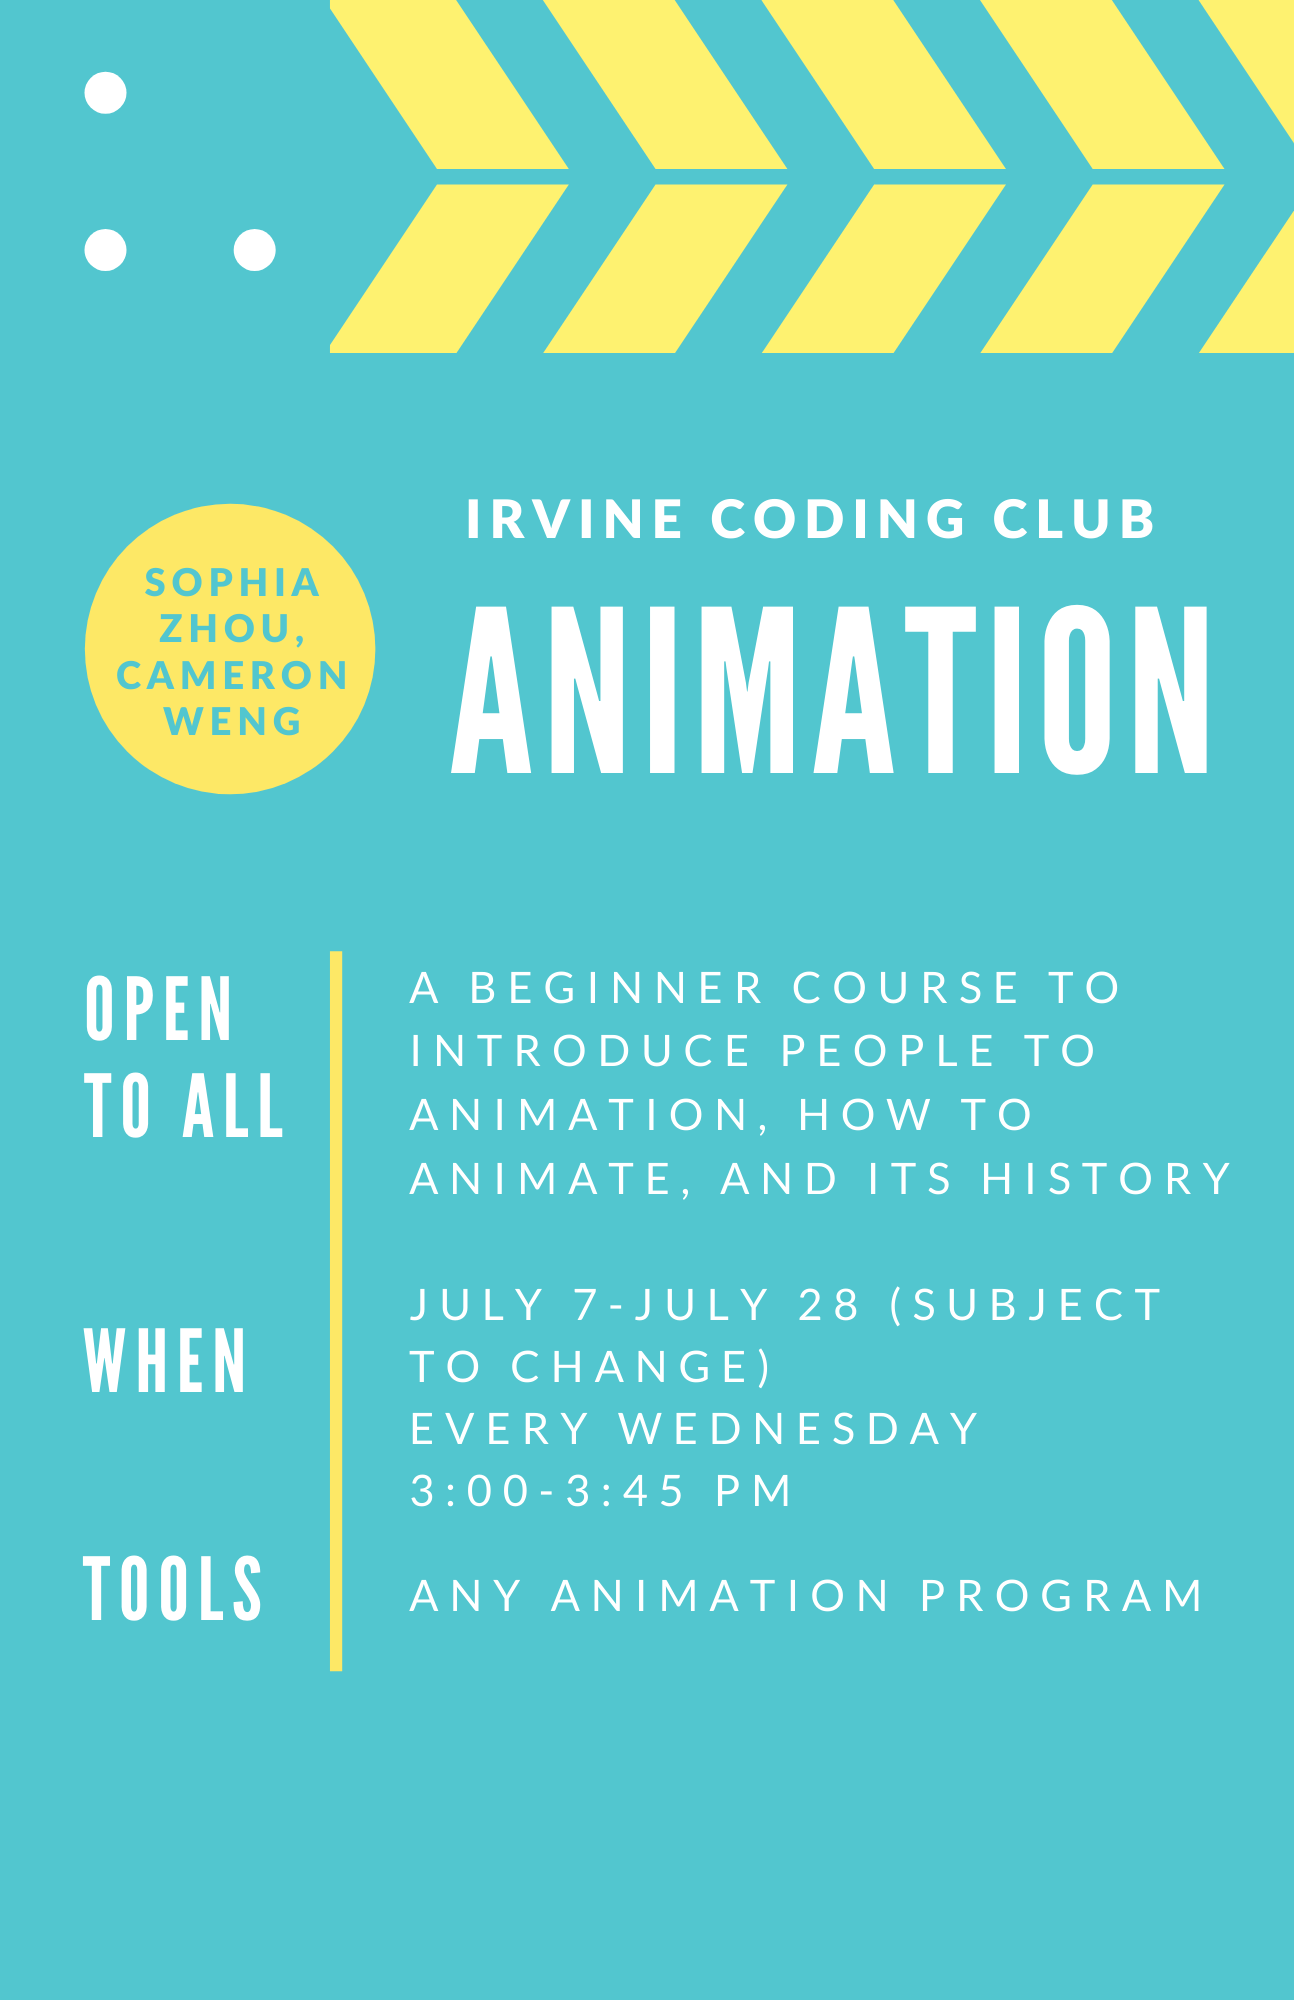 IRVINE CODING CLUB
ANIMATION
SOPHIA
ZHOU,
CAMERON
WENG
OPEN
TO ALL
A BEGINNER COURSE TO
INTRODUCE PEOPLE TO
ANIMATION, HOW TO
ANIMATE, AND ITS HISTORY
WHEN
JULY 7-JULY 28 (SUBJECT
TO CHANGE)
EVERY WEDNESDAY
3:00-3:45 PM
TOOLS
ANY ANIMATION PROGRAM